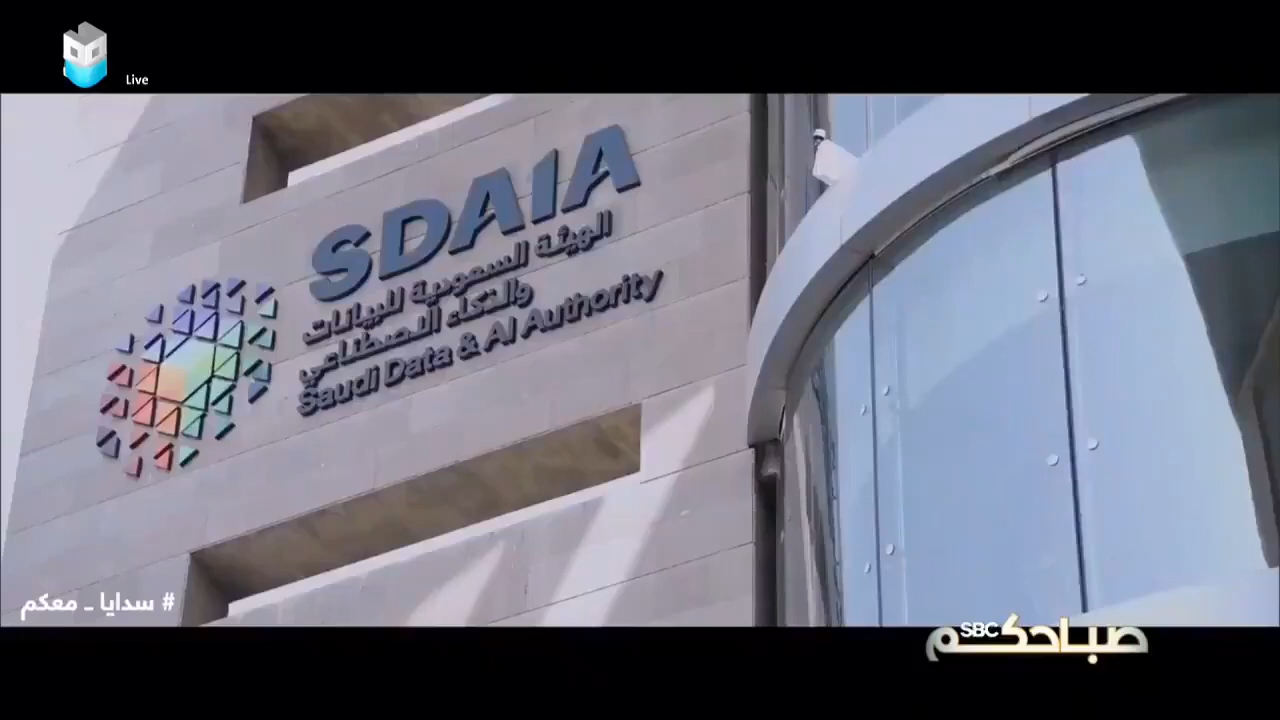 Live
SDAIA
الهيئة السعودية للبيانات
والذكاء الاصطناعي
Saudi Data & AI Authority
# سدايا ـ معكم
صباحكم
SBC